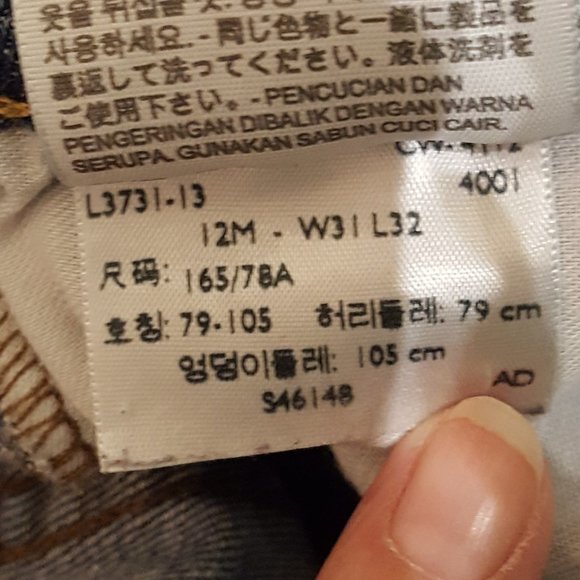 사용하세요. - 同じ色物と一緒に製品を
裏返して洗ってください。液体洗剤を
ご使用下さい。- PENCUCIAN DAN
PENGERINGAN DIBALIK DENGAN WARNA
SERUPA. GUNAKAN SABUN CUCI CAIR.
L3731-13 4001
12M - W31 L32
尺码: 165/78A
호칭: 79-105 허리둘레: 79 cm
엉덩이둘레: 105 cm
S46148 AD